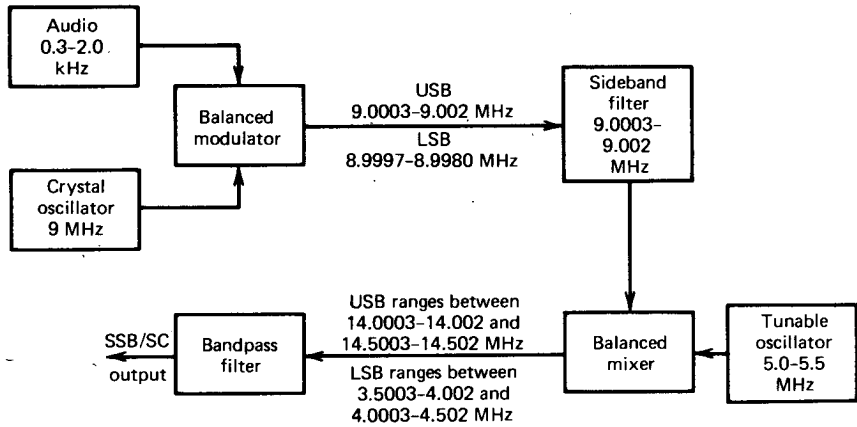 Audio
0.3–2.0
kHz
Balanced
modulator
Crystal
oscillator
9 MHz
USB
9.0003–9.002 MHz
LSB
8.9997–8.9980 MHz
Sideband
filter
9.0003–
9.002
MHz
Tunable
oscillator
5.0–5.5
MHz
Balanced
mixer
USB ranges between
14.0003–14.002 and
14.5003–14.502 MHz
LSB ranges between
3.5003–4.002 and
4.0003–4.502 MHz
Bandpass
filter
SSB/SC
output